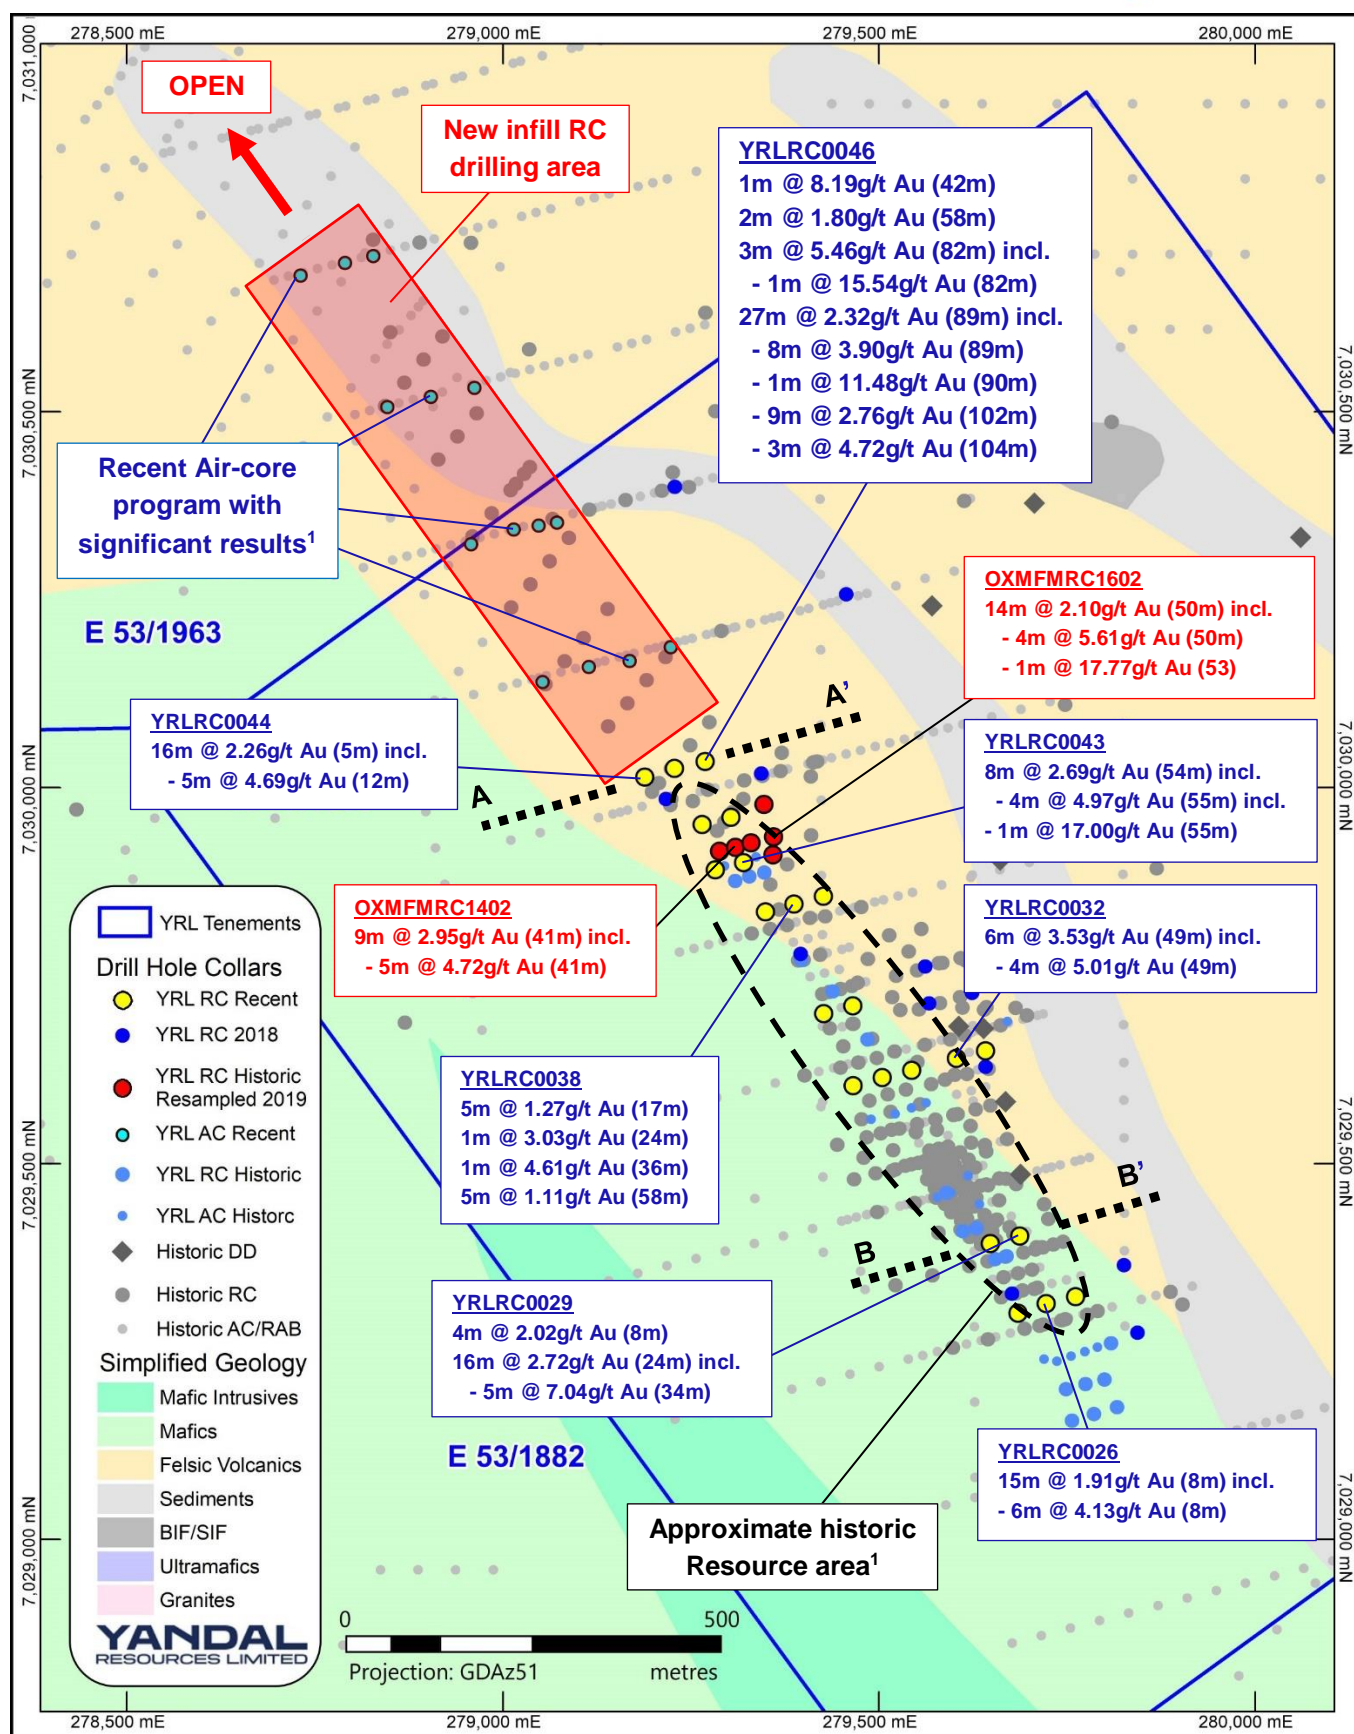 278,500 mE
279,000 mE
279,500 mE
280,000 mE
7,031,000
7,030,500 mN
7,030,000 mN
7,029,500 mN
7,029,000 mN
7,030,500 mN
7,030,000 mN
7,029,500 mN
7,029,000 mN
OPEN
New infill RC
drilling area
YRLRC0046
1m @ 8.19g/t Au (42m)
2m @ 1.80g/t Au (58m)
3m @ 5.46g/t Au (82m) incl.
- 1m @ 15.54g/t Au (82m)
27m @ 2.32g/t Au (89m) incl.
- 8m @ 3.90g/t Au (89m)
- 1m @ 11.48g/t Au (90m)
- 9m @ 2.76g/t Au (102m)
- 3m @ 4.72g/t Au (104m)
Recent Air-core
program with
significant results¹
E 53/1963
OXMFMRC1602
14m @ 2.10g/t Au (50m) incl.
- 4m @ 5.61g/t Au (50m)
- 1m @ 17.77g/t Au (53)
YRLRC0044
16m @ 2.26g/t Au (5m) incl.
- 5m @ 4.69g/t Au (12m)
A
A'
YRLRC0043
8m @ 2.69g/t Au (54m) incl.
- 4m @ 4.97g/t Au (55m) incl.
- 1m @ 17.00g/t Au (55m)
OXMFMRC1402
9m @ 2.95g/t Au (41m) incl.
- 5m @ 4.72g/t Au (41m)
YRLRC0032
6m @ 3.53g/t Au (49m) incl.
- 4m @ 5.01g/t Au (49m)
YRLRC0038
5m @ 1.27g/t Au (17m)
1m @ 3.03g/t Au (24m)
1m @ 4.61g/t Au (36m)
5m @ 1.11g/t Au (58m)
B
B'
YRLRC0029
4m @ 2.02g/t Au (8m)
16m @ 2.72g/t Au (24m) incl.
- 5m @ 7.04g/t Au (34m)
E 53/1882
YRLRC0026
15m @ 1.91g/t Au (8m) incl.
- 6m @ 4.13g/t Au (8m)
Approximate historic
Resource area¹
YRL Tenements
Drill Hole Collars
YRL RC Recent
YRL RC 2018
YRL RC Historic
Resampled 2019
YRL AC Recent
YRL RC Historic
YRL AC Historc
Historic DD
Historic RC
Historic AC/RAB
Simplified Geology
Mafic Intrusives
Mafics
Felsic Volcanics
Sediments
BIF/SIF
Ultramafics
Granites
YANDAL
RESOURCES LIMITED
0
500
Projection: GDAz51
metres
278,500 mE
279,000 mE
279,500 mE
280,000 mE